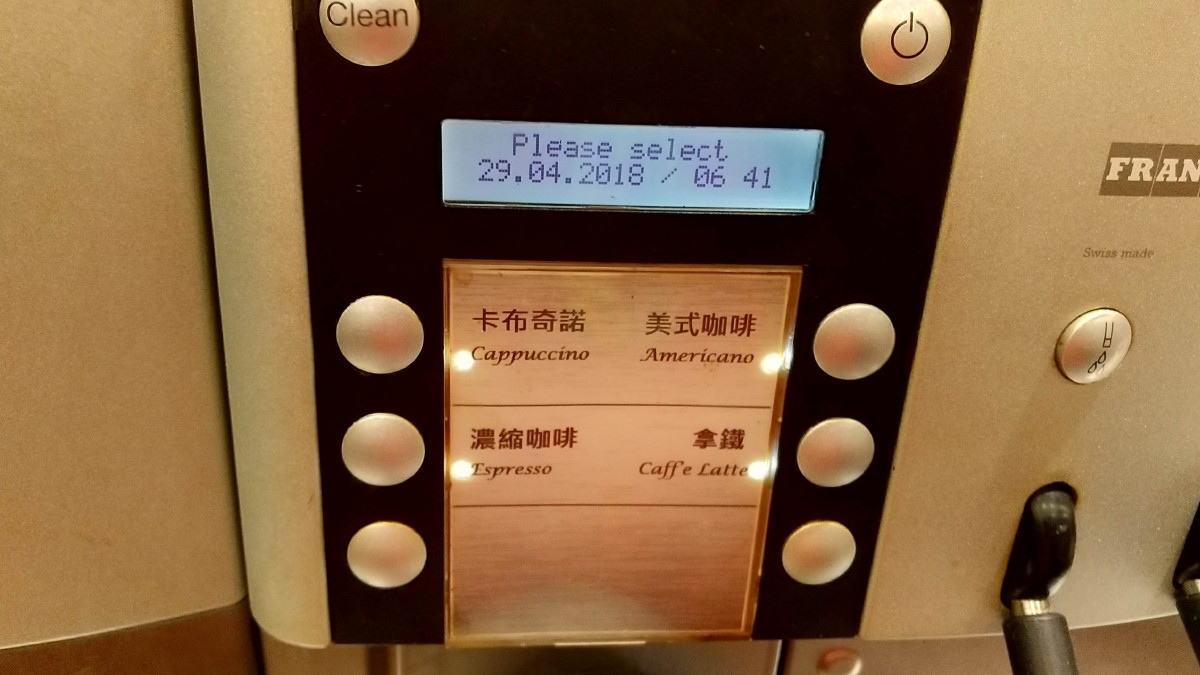 Clean
Please select
29.04.2018 / 06 41
FRAN
Swiss made
卡布奇諾 美式咖啡
Cappuccino Americano
濃縮咖啡 拿鐵
Espresso Caff'e Latte